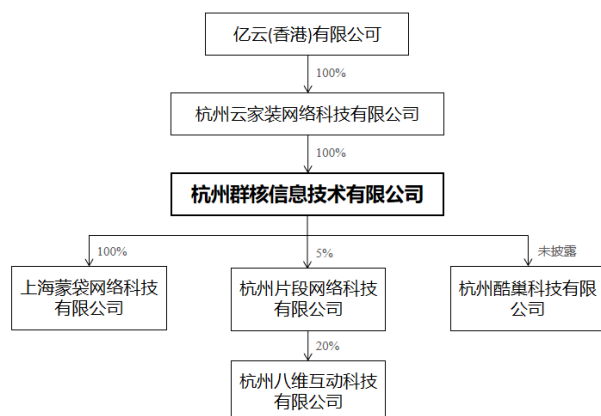 亿云(香港)有限公可
100%
杭州云家装网络科技有限公司
100%
杭州群核信息技术有限公司
100%
5%
未披露
上海蒙袋网络科技
有限公司
杭州片段网络科技
有限公司
杭州酷巢科技有限公
司
20%
杭州八维互动科技
有限公司